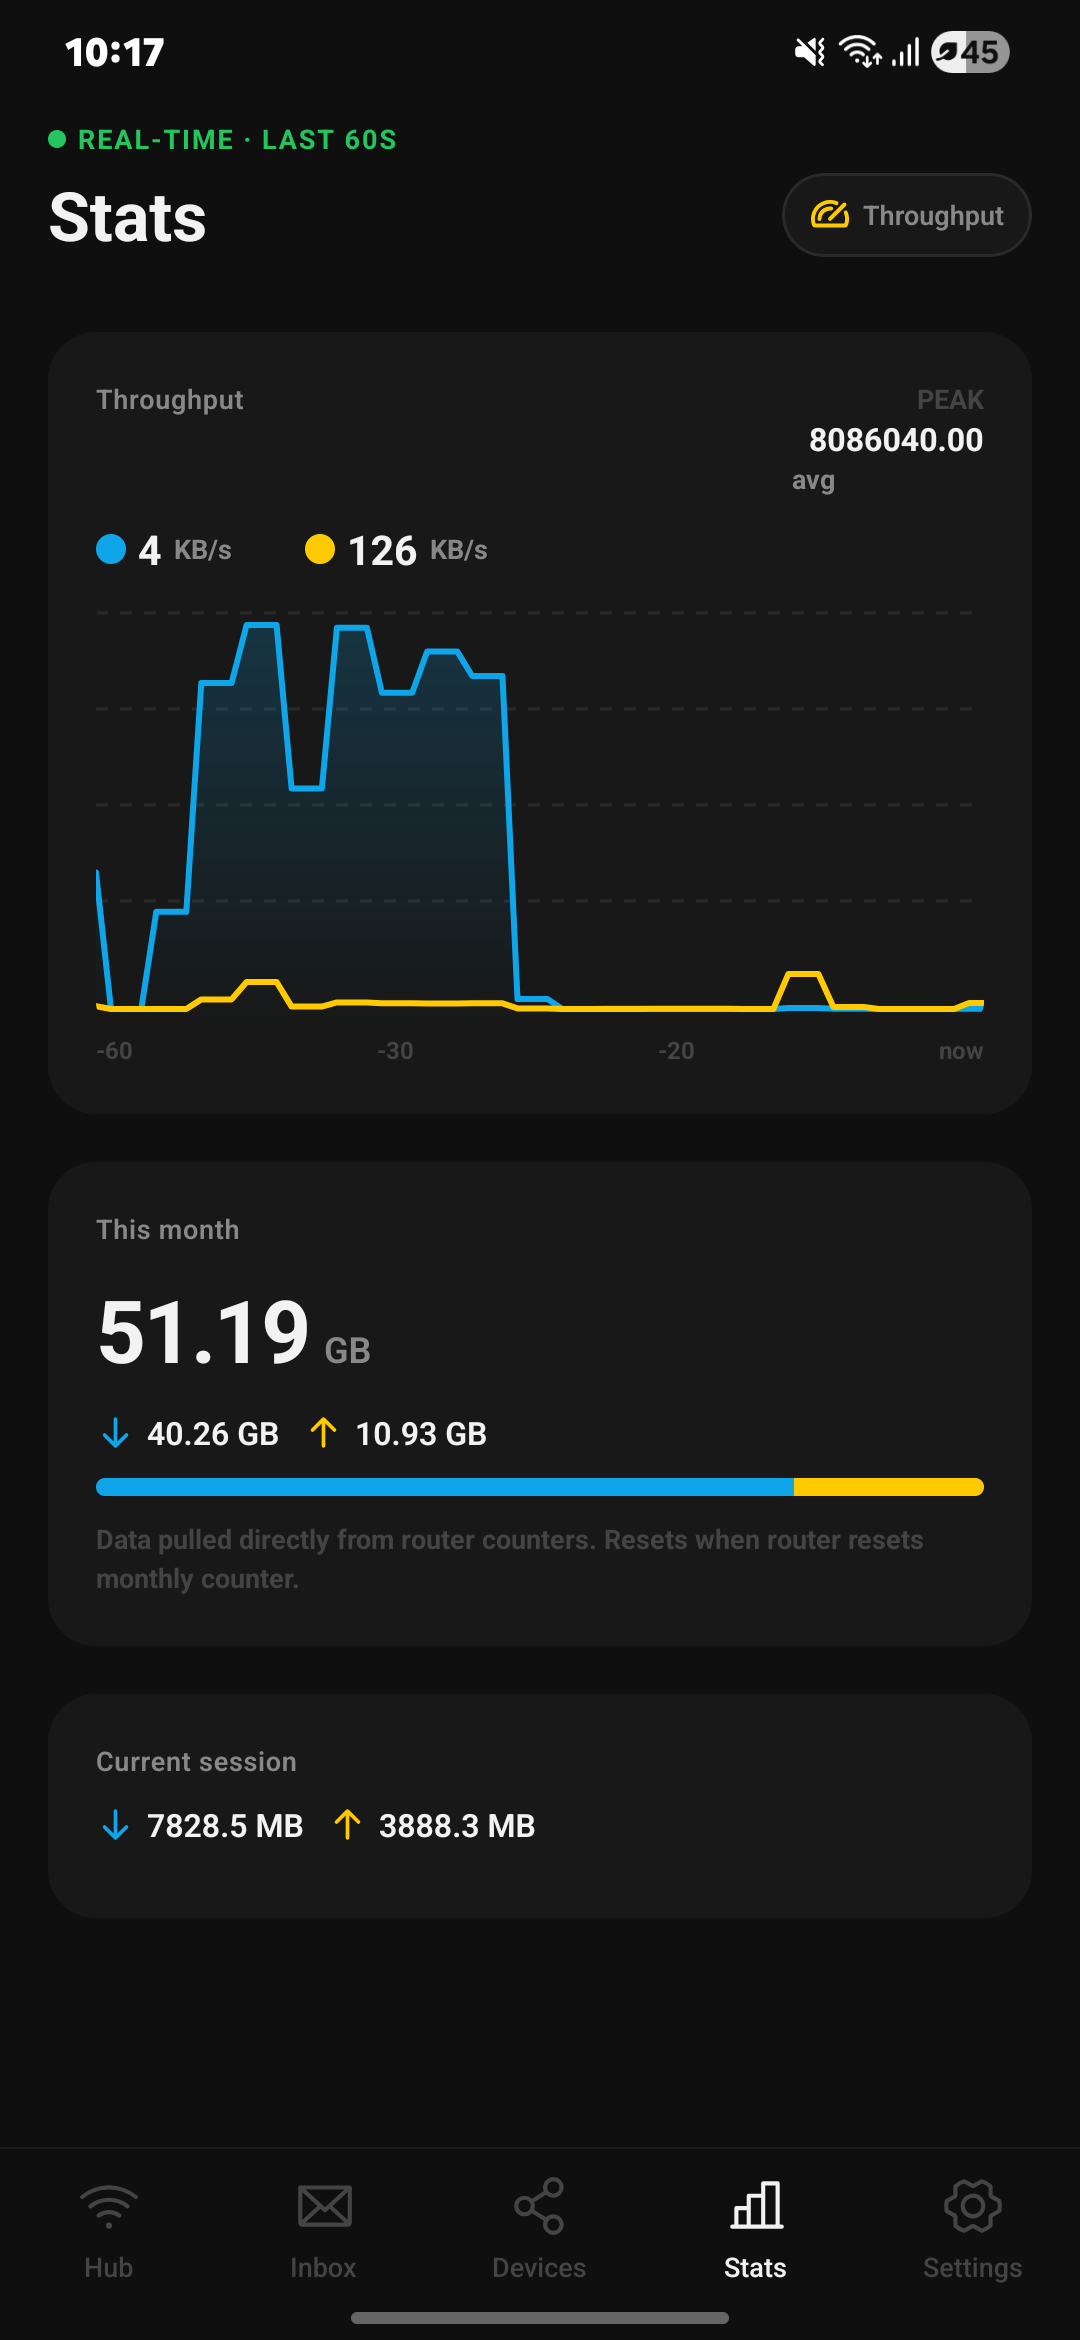 10:17
45
REAL-TIME · LAST 60S
Stats
Throughput
Throughput
PEAK
8086040.00
avg
4 KB/s
126 KB/s
-60
-30
-20
now
This month
51.19 GB
40.26 GB
10.93 GB
Data pulled directly from router counters. Resets when router resets
monthly counter.
Current session
7828.5 MB
3888.3 MB
Hub
Inbox
Devices
Stats
Settings